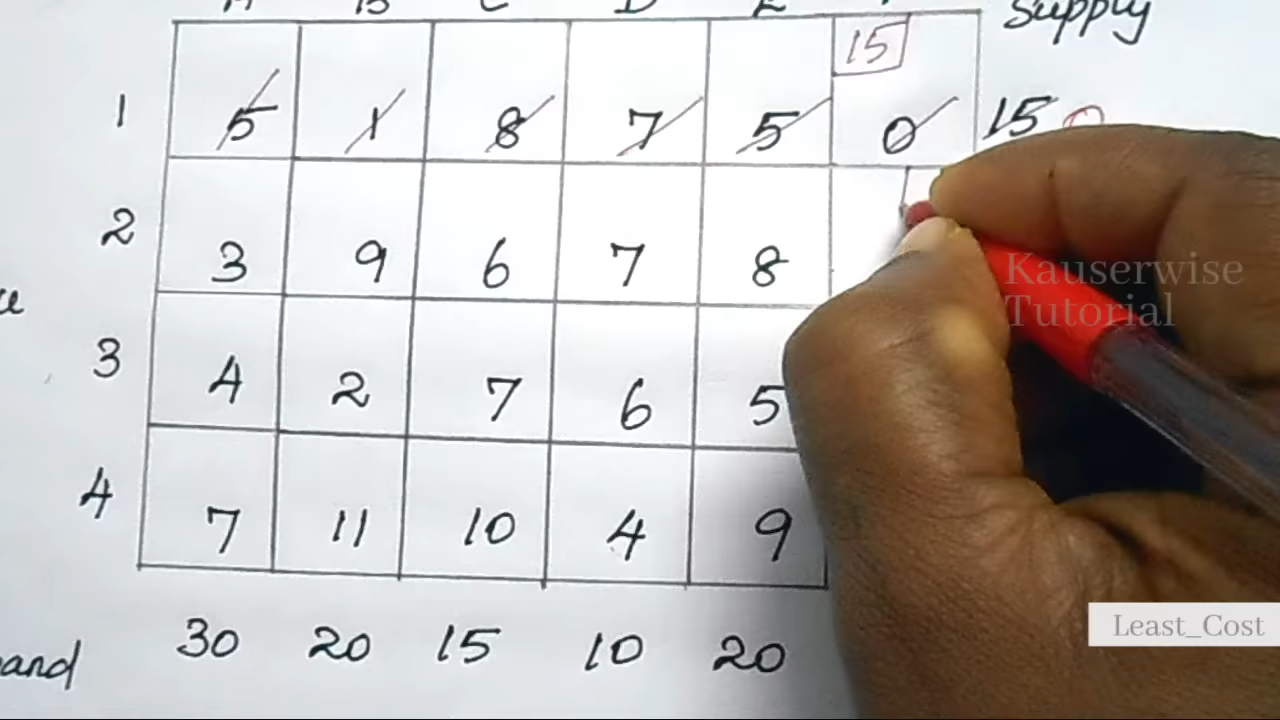 A B C D E Supply
15
1 5 1 8 7 5 0 15 0
2 3 9 6 7 8
3 4 2 7 6 5
4 7 11 10 4 9
30 20 15 10 20
Kauserwise
Tutorial
Least_Cost